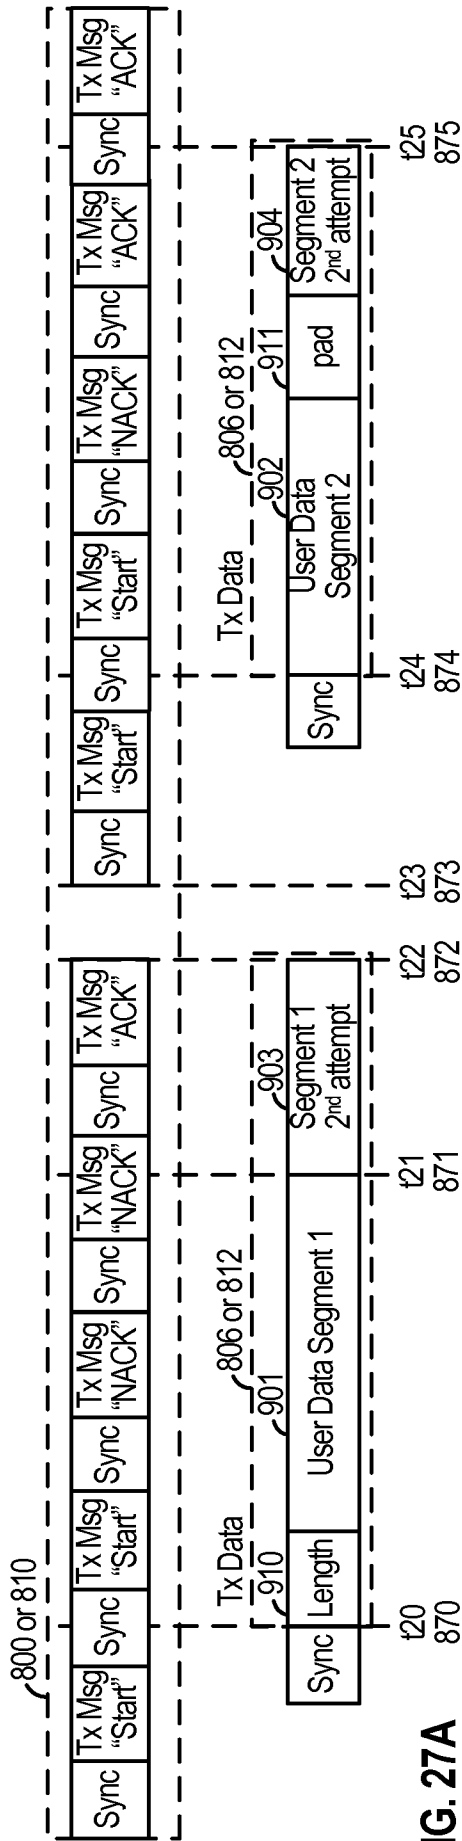 800 or 810
Sync
Tx Msg
“Start”
Sync
Tx Msg
“Start”
Sync
Tx Msg
“NACK”
Sync
Tx Msg
“NACK”
Sync
Tx Msg
“ACK”
Sync
Tx Msg
“Start”
Sync
Tx Msg
“Start”
Sync
Tx Msg
“NACK”
Sync
Tx Msg
“ACK”
Sync
Tx Msg
“ACK”
Tx Data
806 or 812
910
901
903
Sync
Length
User Data Segment 1
Segment 1
2nd attempt
Tx Data
806 or 812
902
911
904
Sync
User Data
Segment 2
pad
Segment 2
2nd attempt
t20
870
t21
871
t22
872
t23
873
t24
874
t25
875
IG. 27A